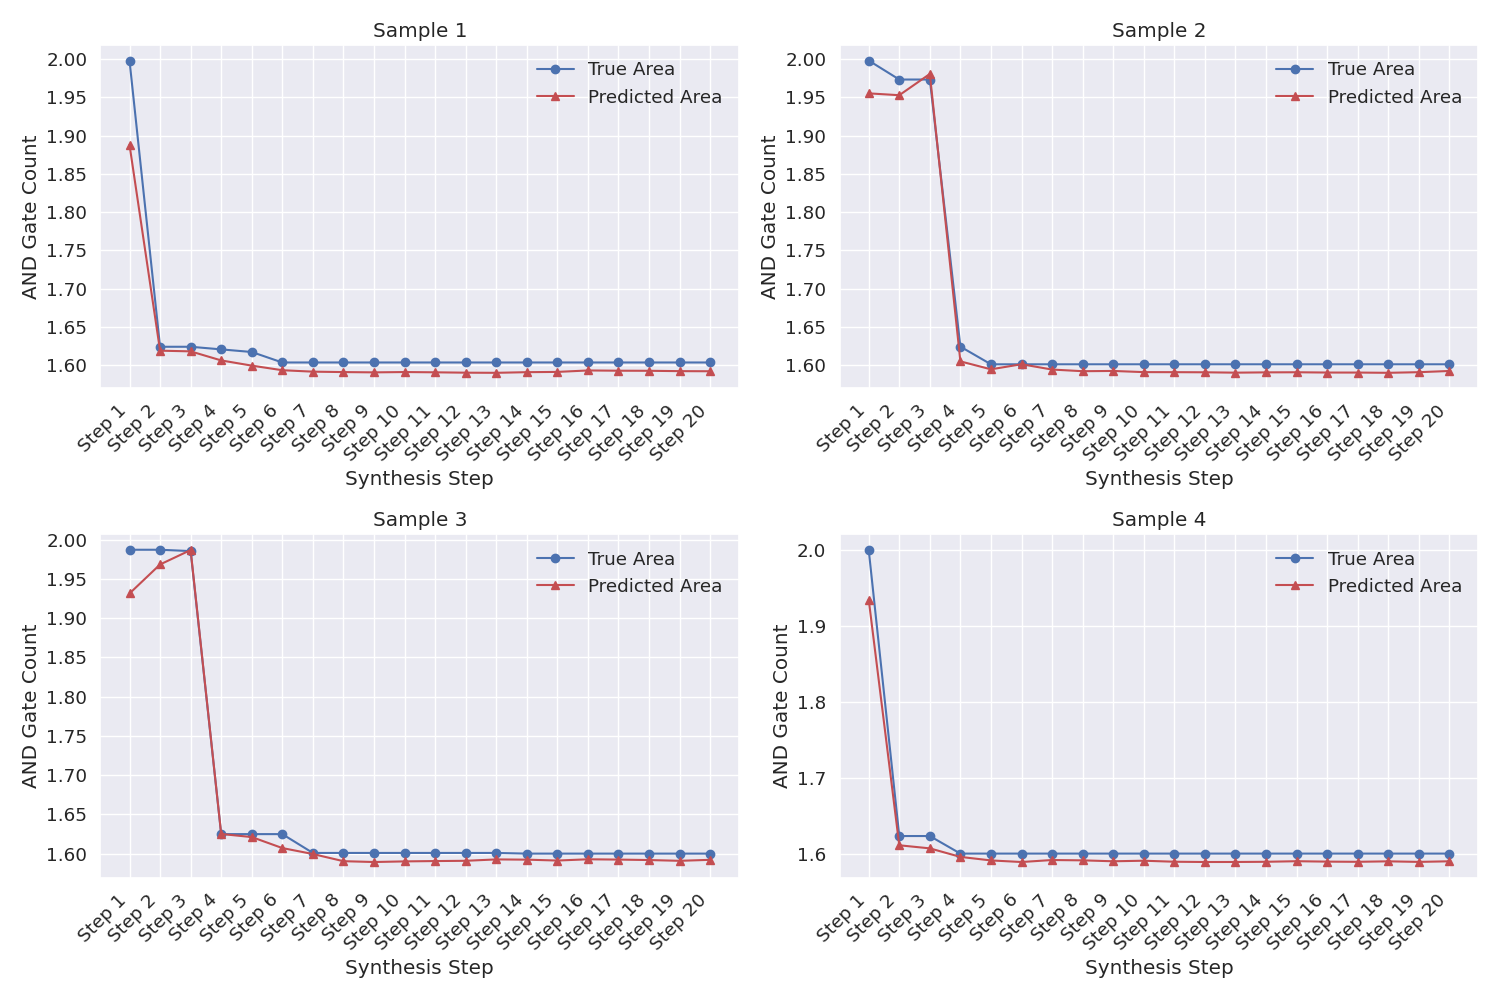 Sample 1
2.00
1.95
1.90
1.85
1.80
1.75
1.70
1.65
1.60
AND Gate Count
True Area
Predicted Area
Step 1
Step 2
Step 3
Step 4
Step 5
Step 6
Step 7
Step 8
Step 9
Step 10
Step 11
Step 12
Step 13
Step 14
Step 15
Step 16
Step 17
Step 18
Step 19
Step 20
Synthesis Step
Sample 2
2.00
1.95
1.90
1.85
1.80
1.75
1.70
1.65
1.60
AND Gate Count
True Area
Predicted Area
Step 1
Step 2
Step 3
Step 4
Step 5
Step 6
Step 7
Step 8
Step 9
Step 10
Step 11
Step 12
Step 13
Step 14
Step 15
Step 16
Step 17
Step 18
Step 19
Step 20
Synthesis Step
Sample 3
2.00
1.95
1.90
1.85
1.80
1.75
1.70
1.65
1.60
AND Gate Count
True Area
Predicted Area
Step 1
Step 2
Step 3
Step 4
Step 5
Step 6
Step 7
Step 8
Step 9
Step 10
Step 11
Step 12
Step 13
Step 14
Step 15
Step 16
Step 17
Step 18
Step 19
Step 20
Synthesis Step
Sample 4
2.0
1.9
1.8
1.7
1.6
AND Gate Count
True Area
Predicted Area
Step 1
Step 2
Step 3
Step 4
Step 5
Step 6
Step 7
Step 8
Step 9
Step 10
Step 11
Step 12
Step 13
Step 14
Step 15
Step 16
Step 17
Step 18
Step 19
Step 20
Synthesis Step